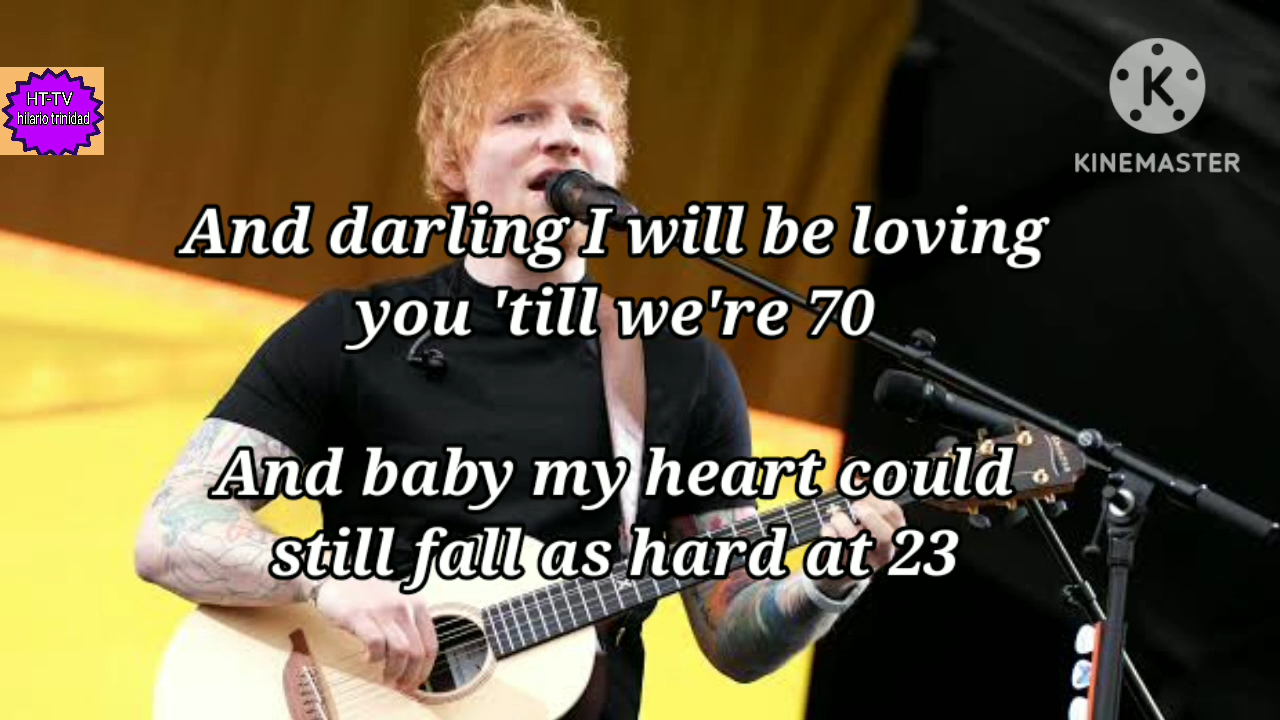 HT-TV
hilario trinidad
K
KINEMASTER
And darling I will be loving
you 'till we're 70
And baby my heart could
still fall as hard at 23